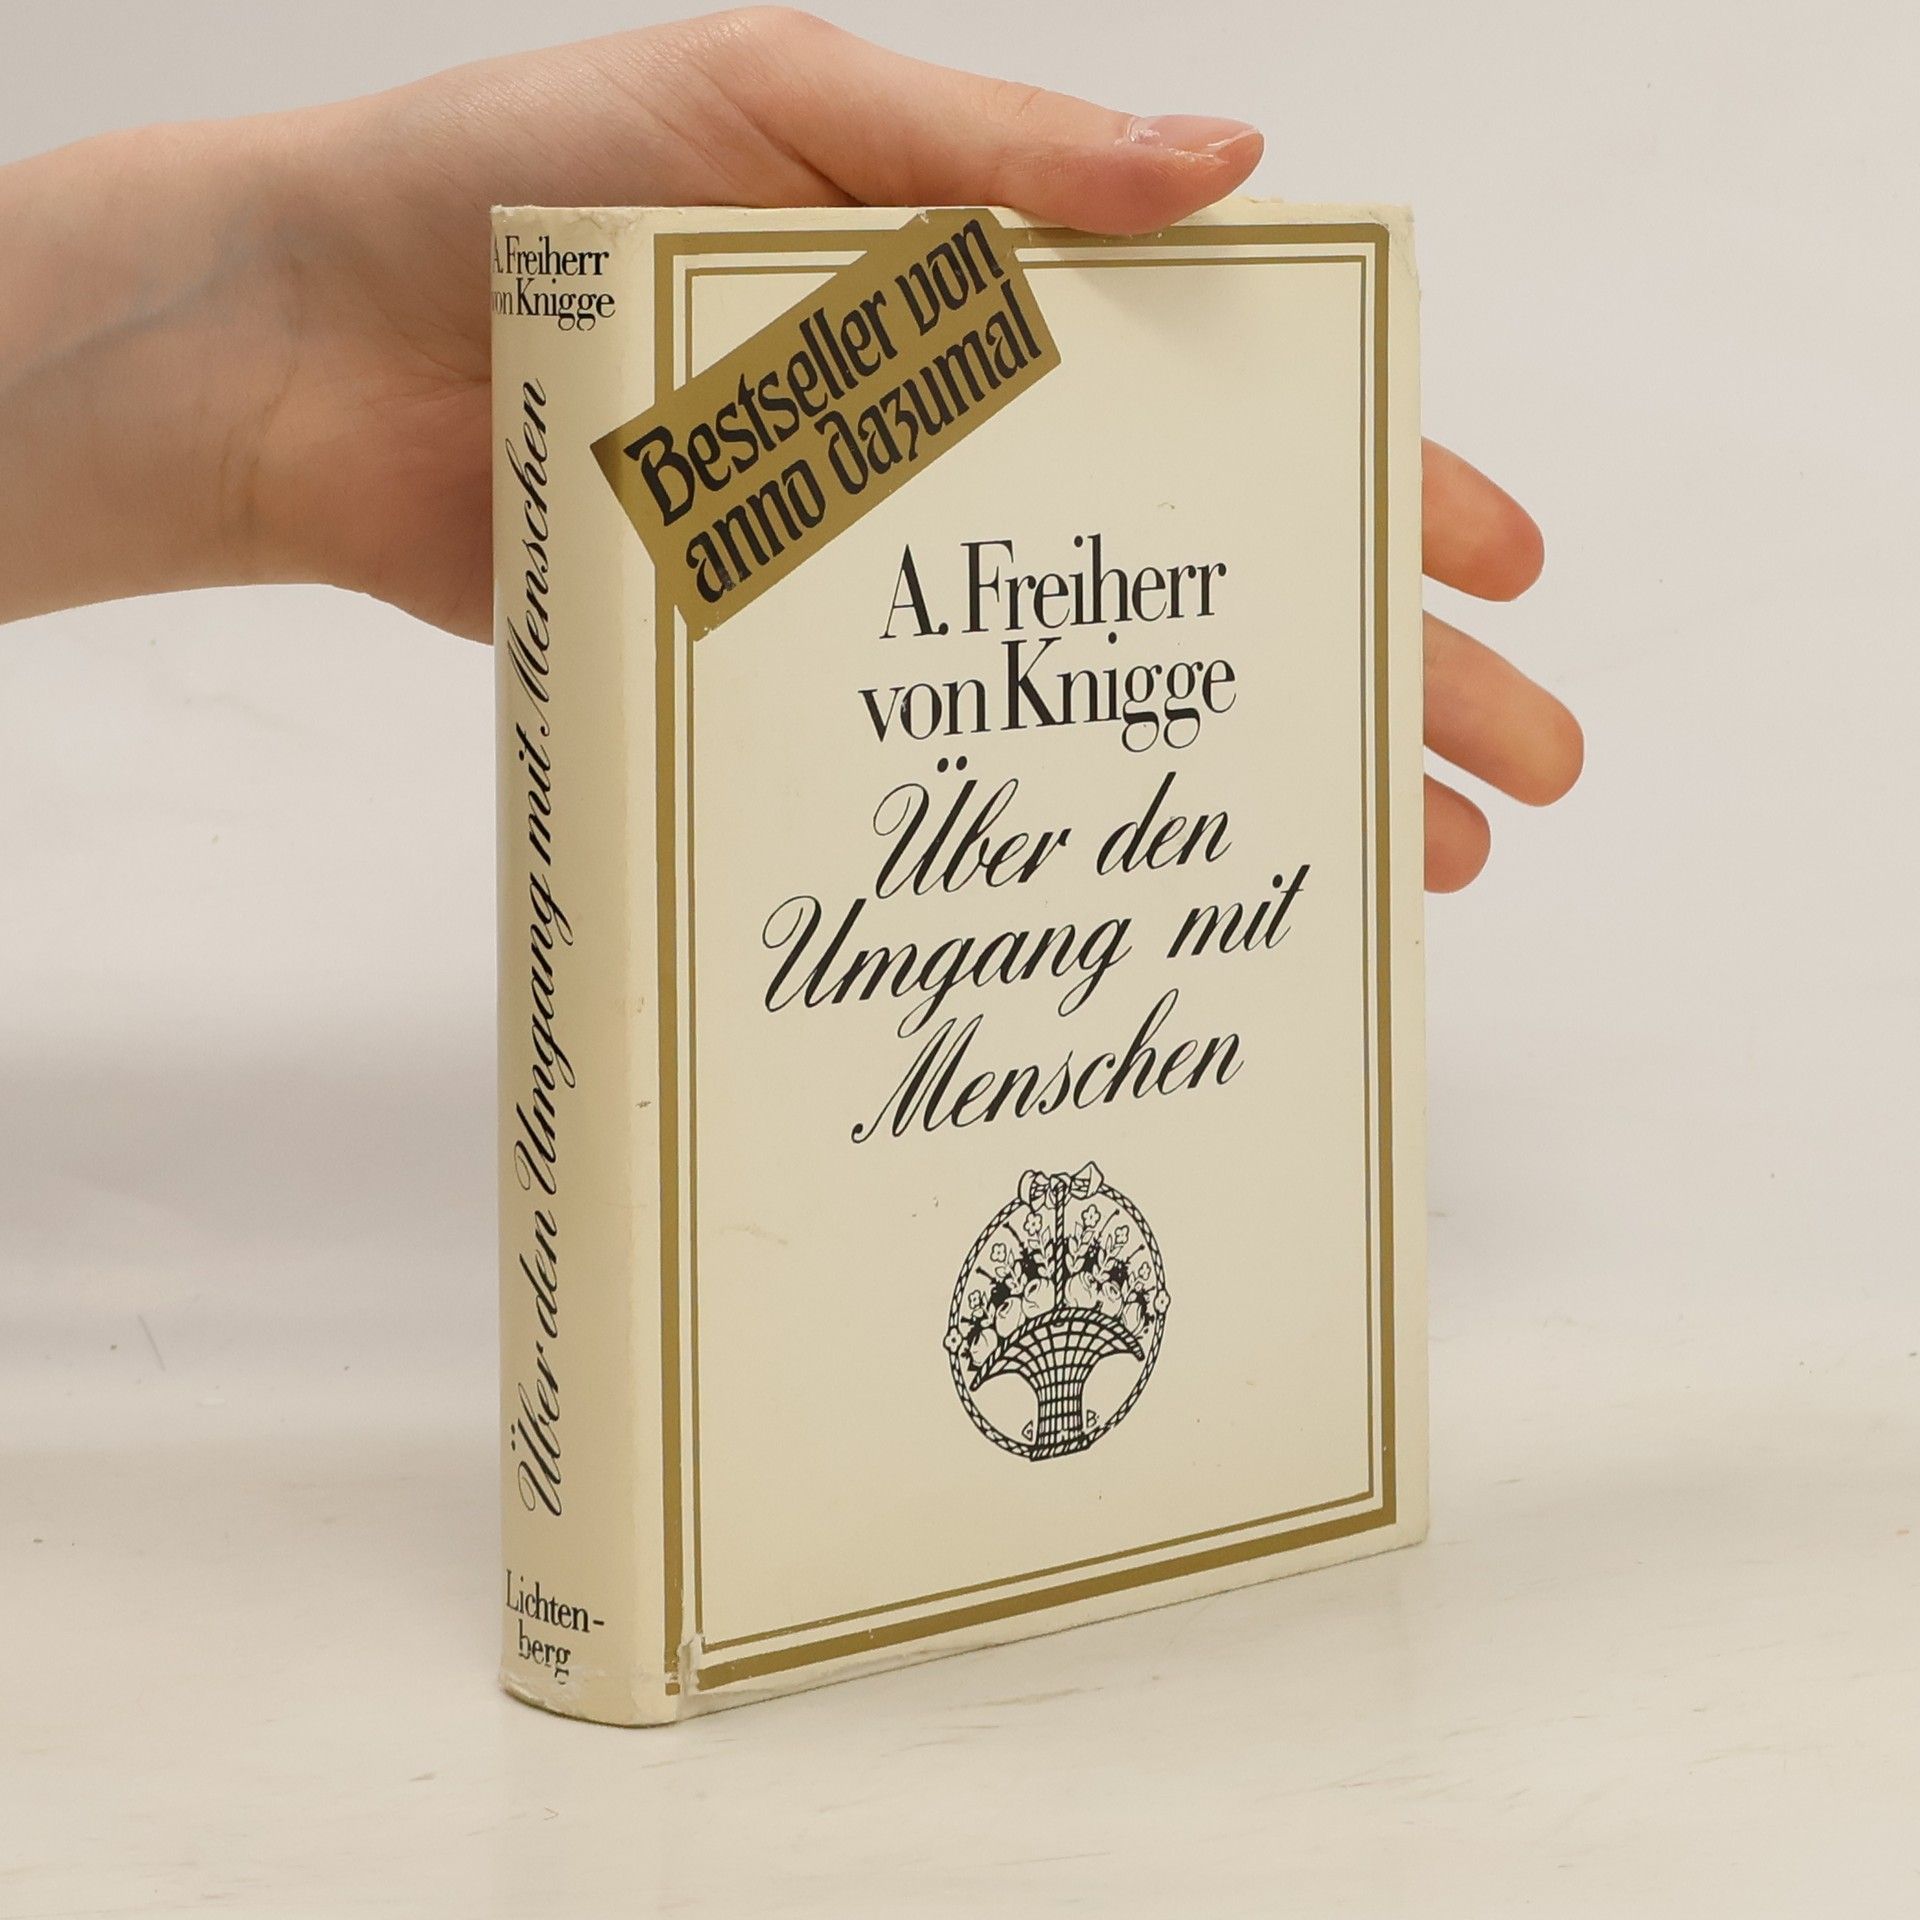 A. Freiherr
von Knigge
Über den Umgang mit Menschen
Lichten-
berg
Bestseller von
anno dazumal
A. Freiherr
von Knigge
Über den
Umgang mit
Menschen
G B